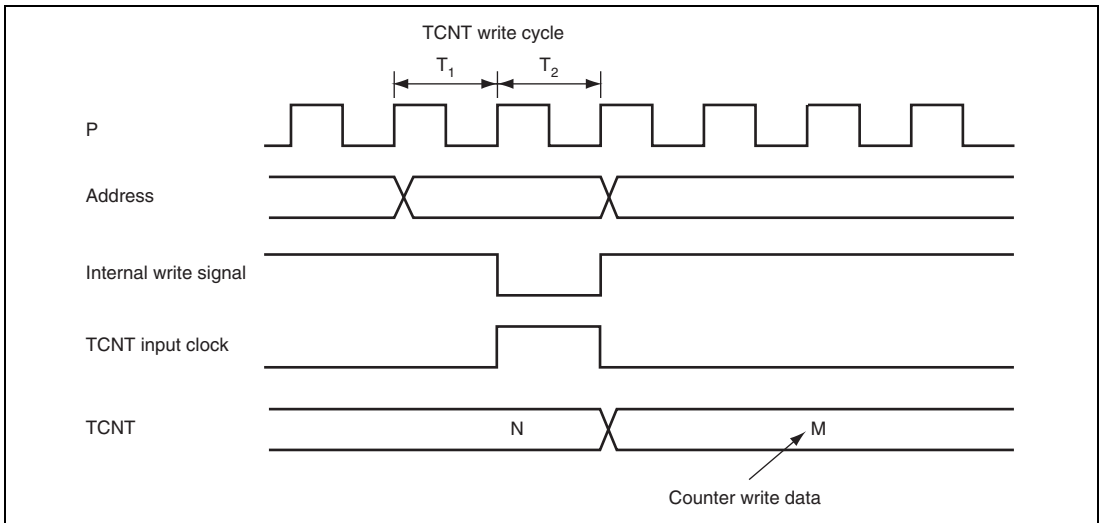 TCNT write cycle
T1 T2
P
Address
Internal write signal
TCNT input clock
TCNT N M
Counter write data